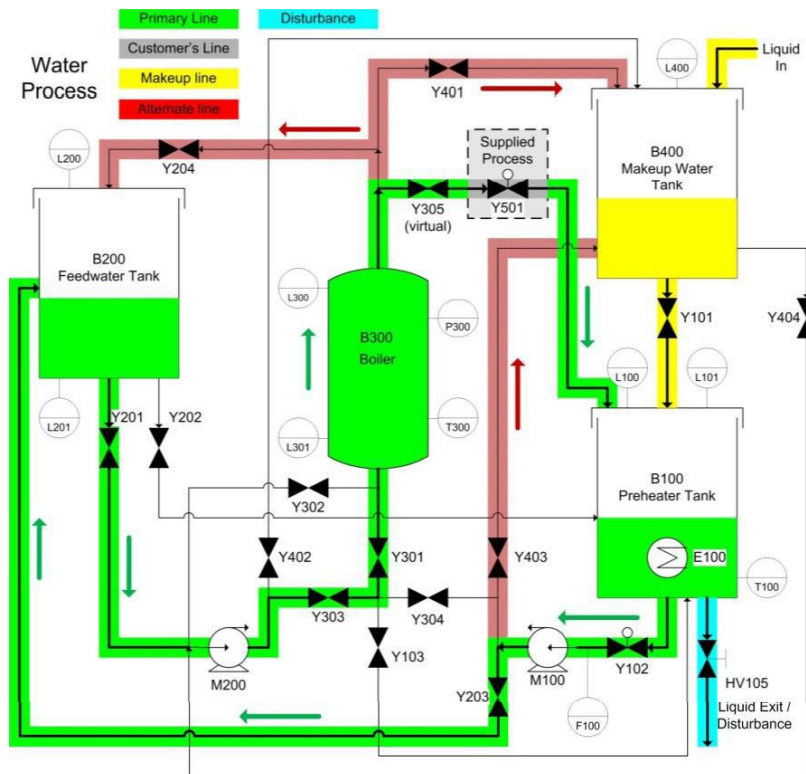 Primary Line
Disturbance
Customer's Line
Makeup line
Alternate line
Water
Process
Liquid
In
L400
Y401
L200
Y204
Supplied
Process
B400
Makeup Water
Tank
Y305
(virtual)
Y501
B200
Feedwater Tank
L300
P300
Y101
Y404
B300
Boiler
L100
L101
L201
Y201
Y202
L301
T300
B100
Preheater Tank
Y302
Y402
Y301
Y403
E100
T100
Y303
Y304
M200
Y103
M100
Y102
HV105
Y203
F100
Liquid Exit /
Disturbance